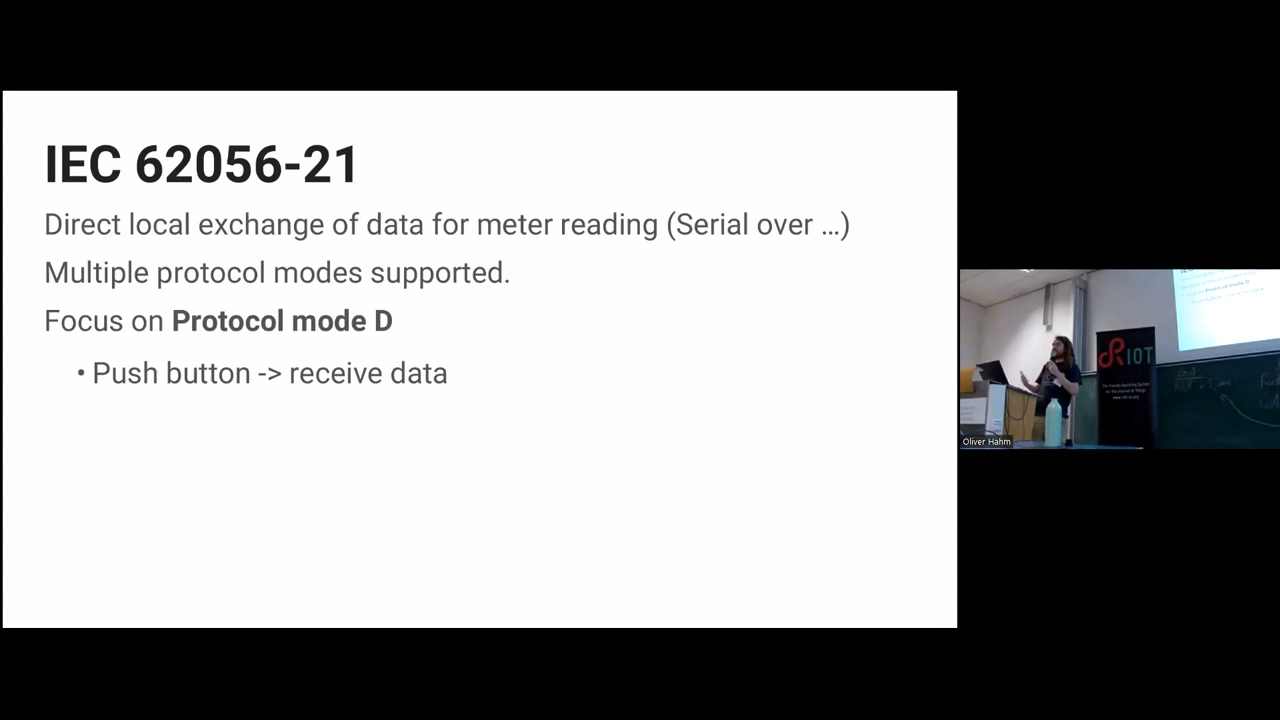 IEC 62056-21
Direct local exchange of data for meter reading (Serial over ...)
Multiple protocol modes supported.
Focus on Protocol mode D
• Push button -> receive data
RIOT
Oliver Hahm